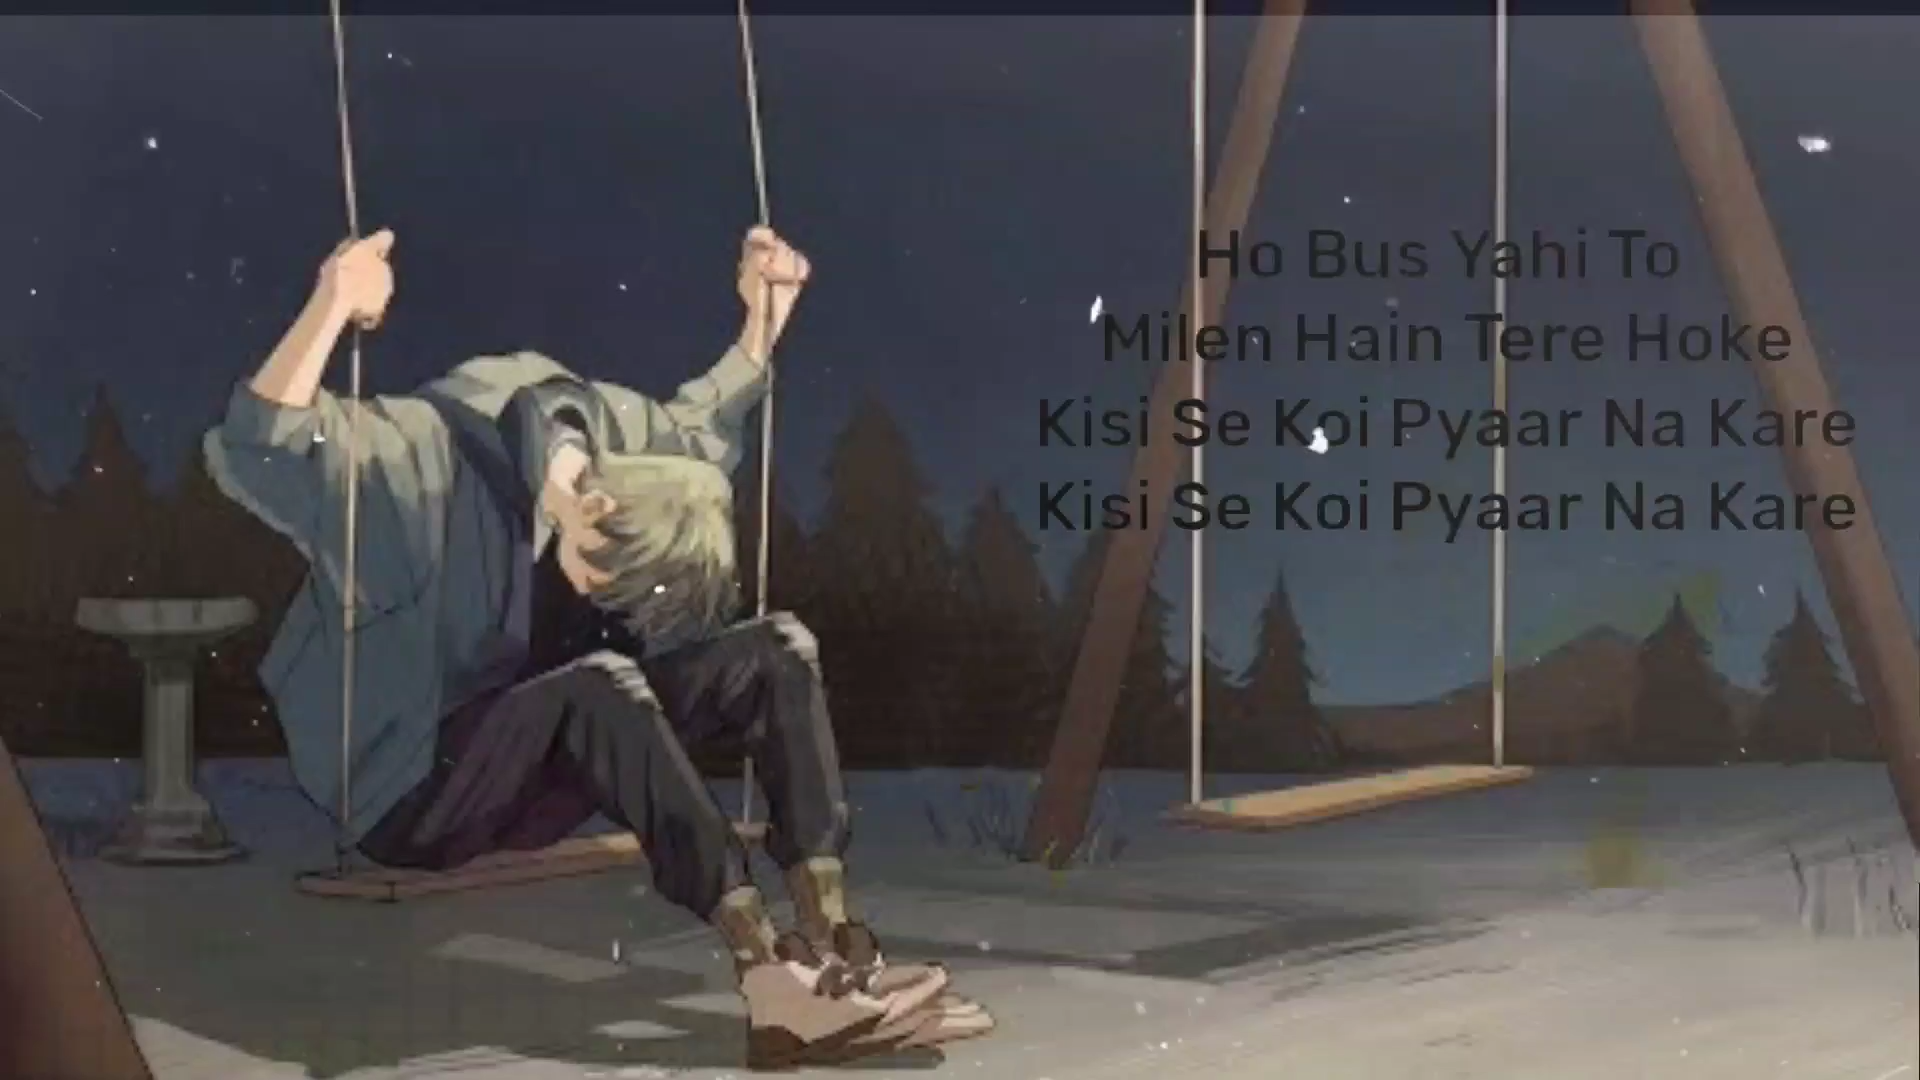 Ho Bus Yahi To
Milen Hain Tere Hoke
Kisi Se Koi Pyaar Na Kare
Kisi Se Koi Pyaar Na Kare